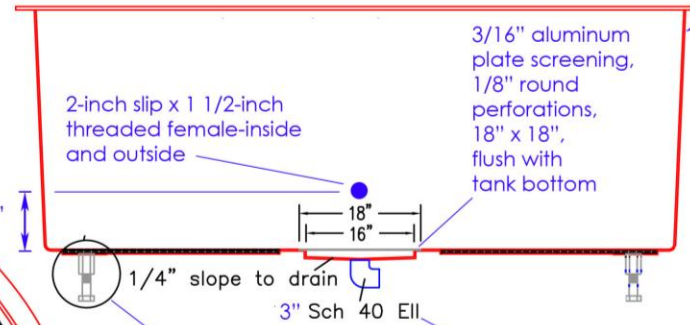 3/16” aluminum
plate screening,
1/8” round
perforations,
18” x 18”,
flush with
tank bottom
2-inch slip x 1 1/2-inch
threaded female-inside
and outside
18”
16”
1/4” slope to drain
3” Sch 40 Ell